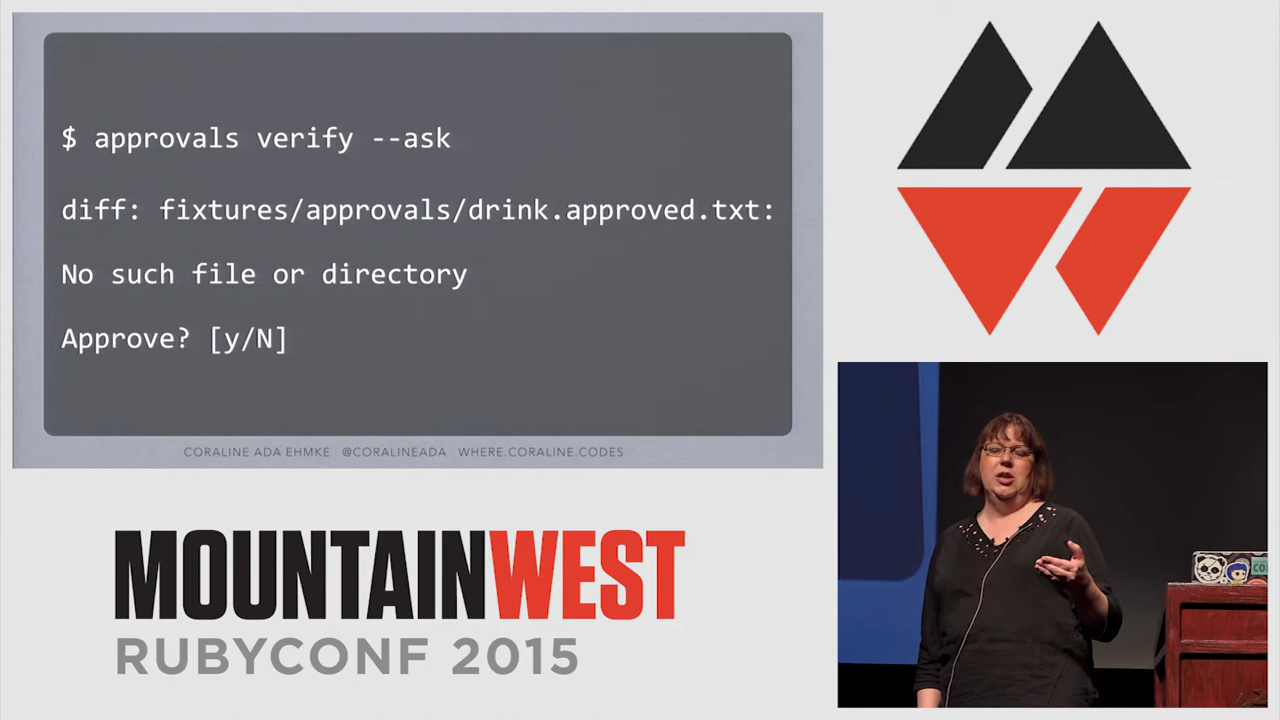 $ approvals verify --ask
diff: fixtures/approvals/drink.approved.txt:
No such file or directory
Approve? [y/N]
CORALINE ADA EHMKE @CORALINEADA WHERE.CORALINE.CODES
MOUNTAINWEST
RUBYCONF 2015